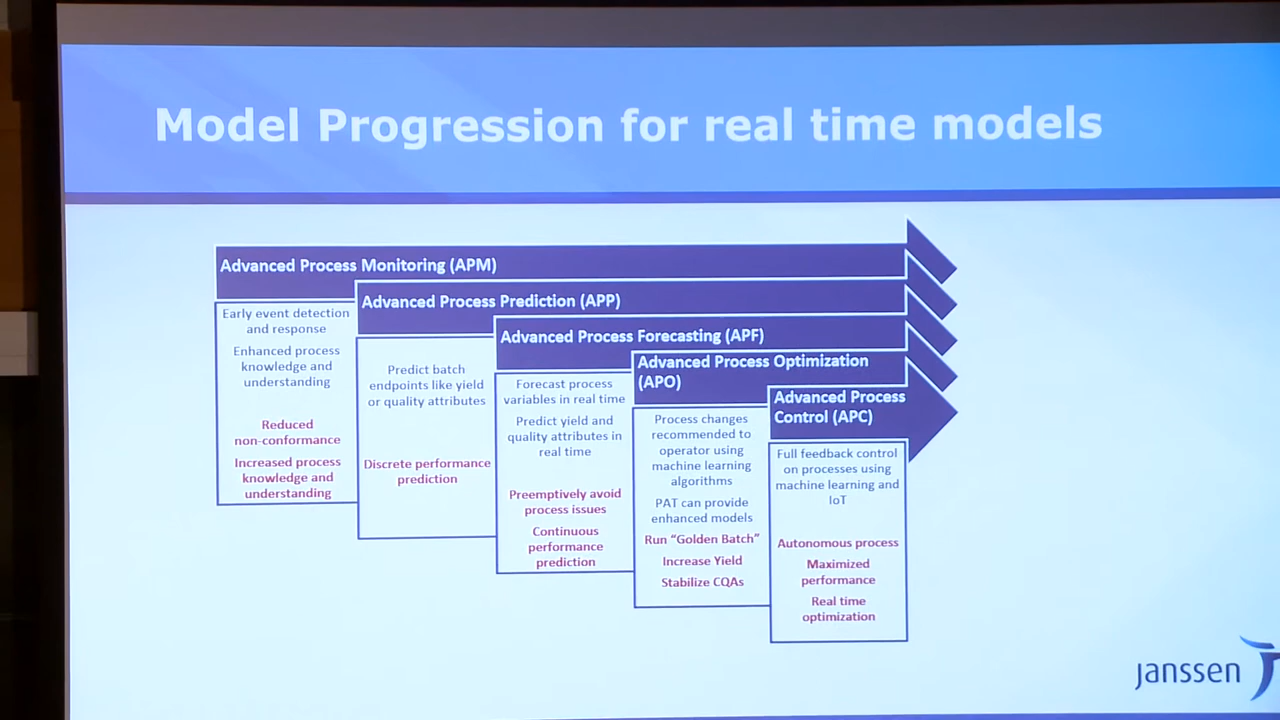 Model Progression for real time models
Advanced Process Monitoring (APM)
Early event detection
and response
Enhanced process
knowledge and
understanding
Reduced
non-conformance
Increased process
knowledge and
understanding
Advanced Process Prediction (APP)
Predict batch
endpoints like yield
or quality attributes
Discrete performance
prediction
Advanced Process Forecasting (APF)
Forecast process
variables in real time
Predict yield and
quality attributes in
real time
Preemptively avoid
process issues
Continuous
performance
prediction
Advanced Process Optimization
(APO)
Process changes
recommended to
operator using
machine learning
algorithms
PAT can provide
enhanced models
Run “Golden Batch”
Increase Yield
Stabilize CQAs
Advanced Process
Control (APC)
Full feedback control
on processes using
machine learning and
IoT
Autonomous process
Maximized
performance
Real time
optimization
janssen